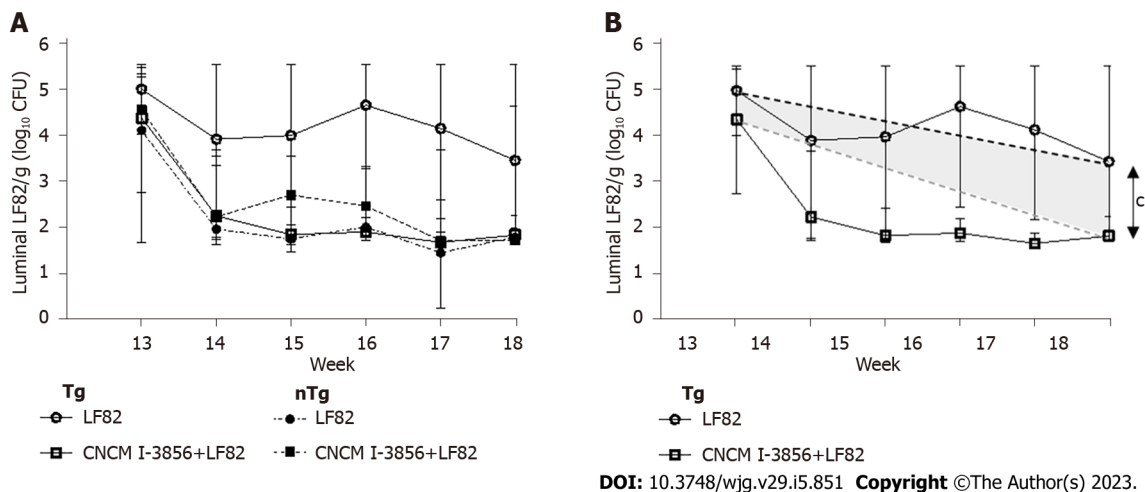 A
6
5
4
3
2
1
0
Luminal LF82/g (log10 CFU)
13 14 15 16 17 18
Week
Tg nTg
LF82 LF82
CNCM I-3856+LF82 CNCM I-3856+LF82
B
6
5
4
3
2
1
0
Luminal LF82/g (log10 CFU)
c
13 14 15 16 17 18
Week
Tg
LF82
CNCM I-3856+LF82
DOI: 10.3748/wjg.v29.i5.851 Copyright ©The Author(s) 2023.